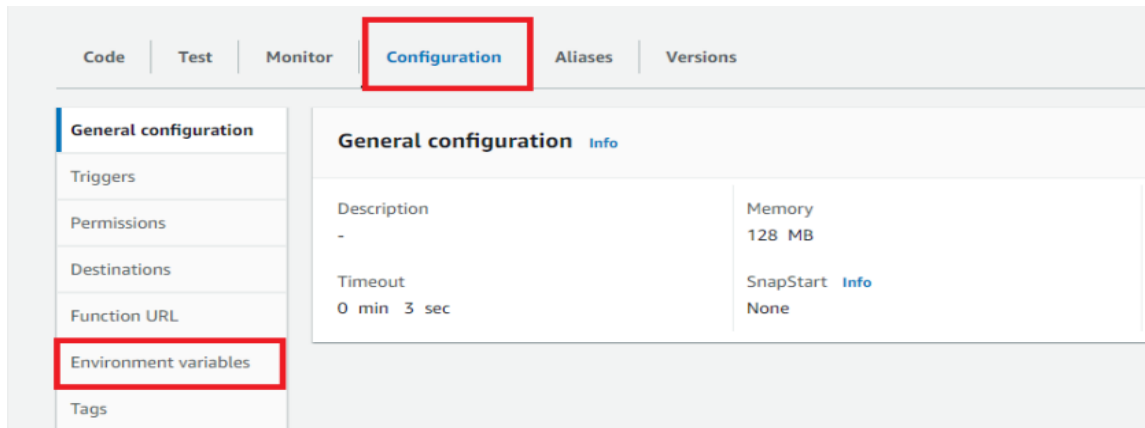 Code Test Monitor Configuration Aliases Versions
General configuration
Triggers
Permissions
Destinations
Function URL
Environment variables
Tags
General configuration Info
Description
-
Memory
128 MB
Timeout
0 min 3 sec
SnapStart Info
None